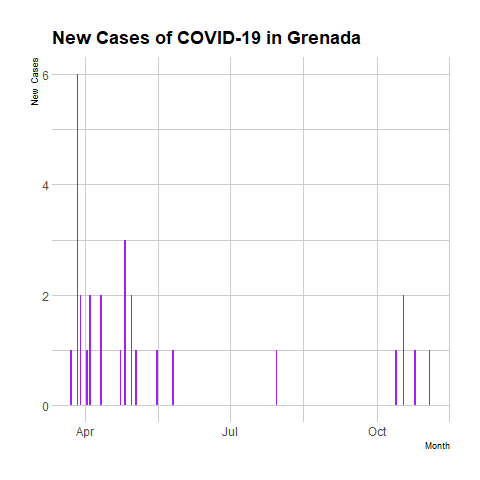 New Cases of COVID-19 in Grenada
New Cases
6
4
2
0
Apr Jul Oct
Month